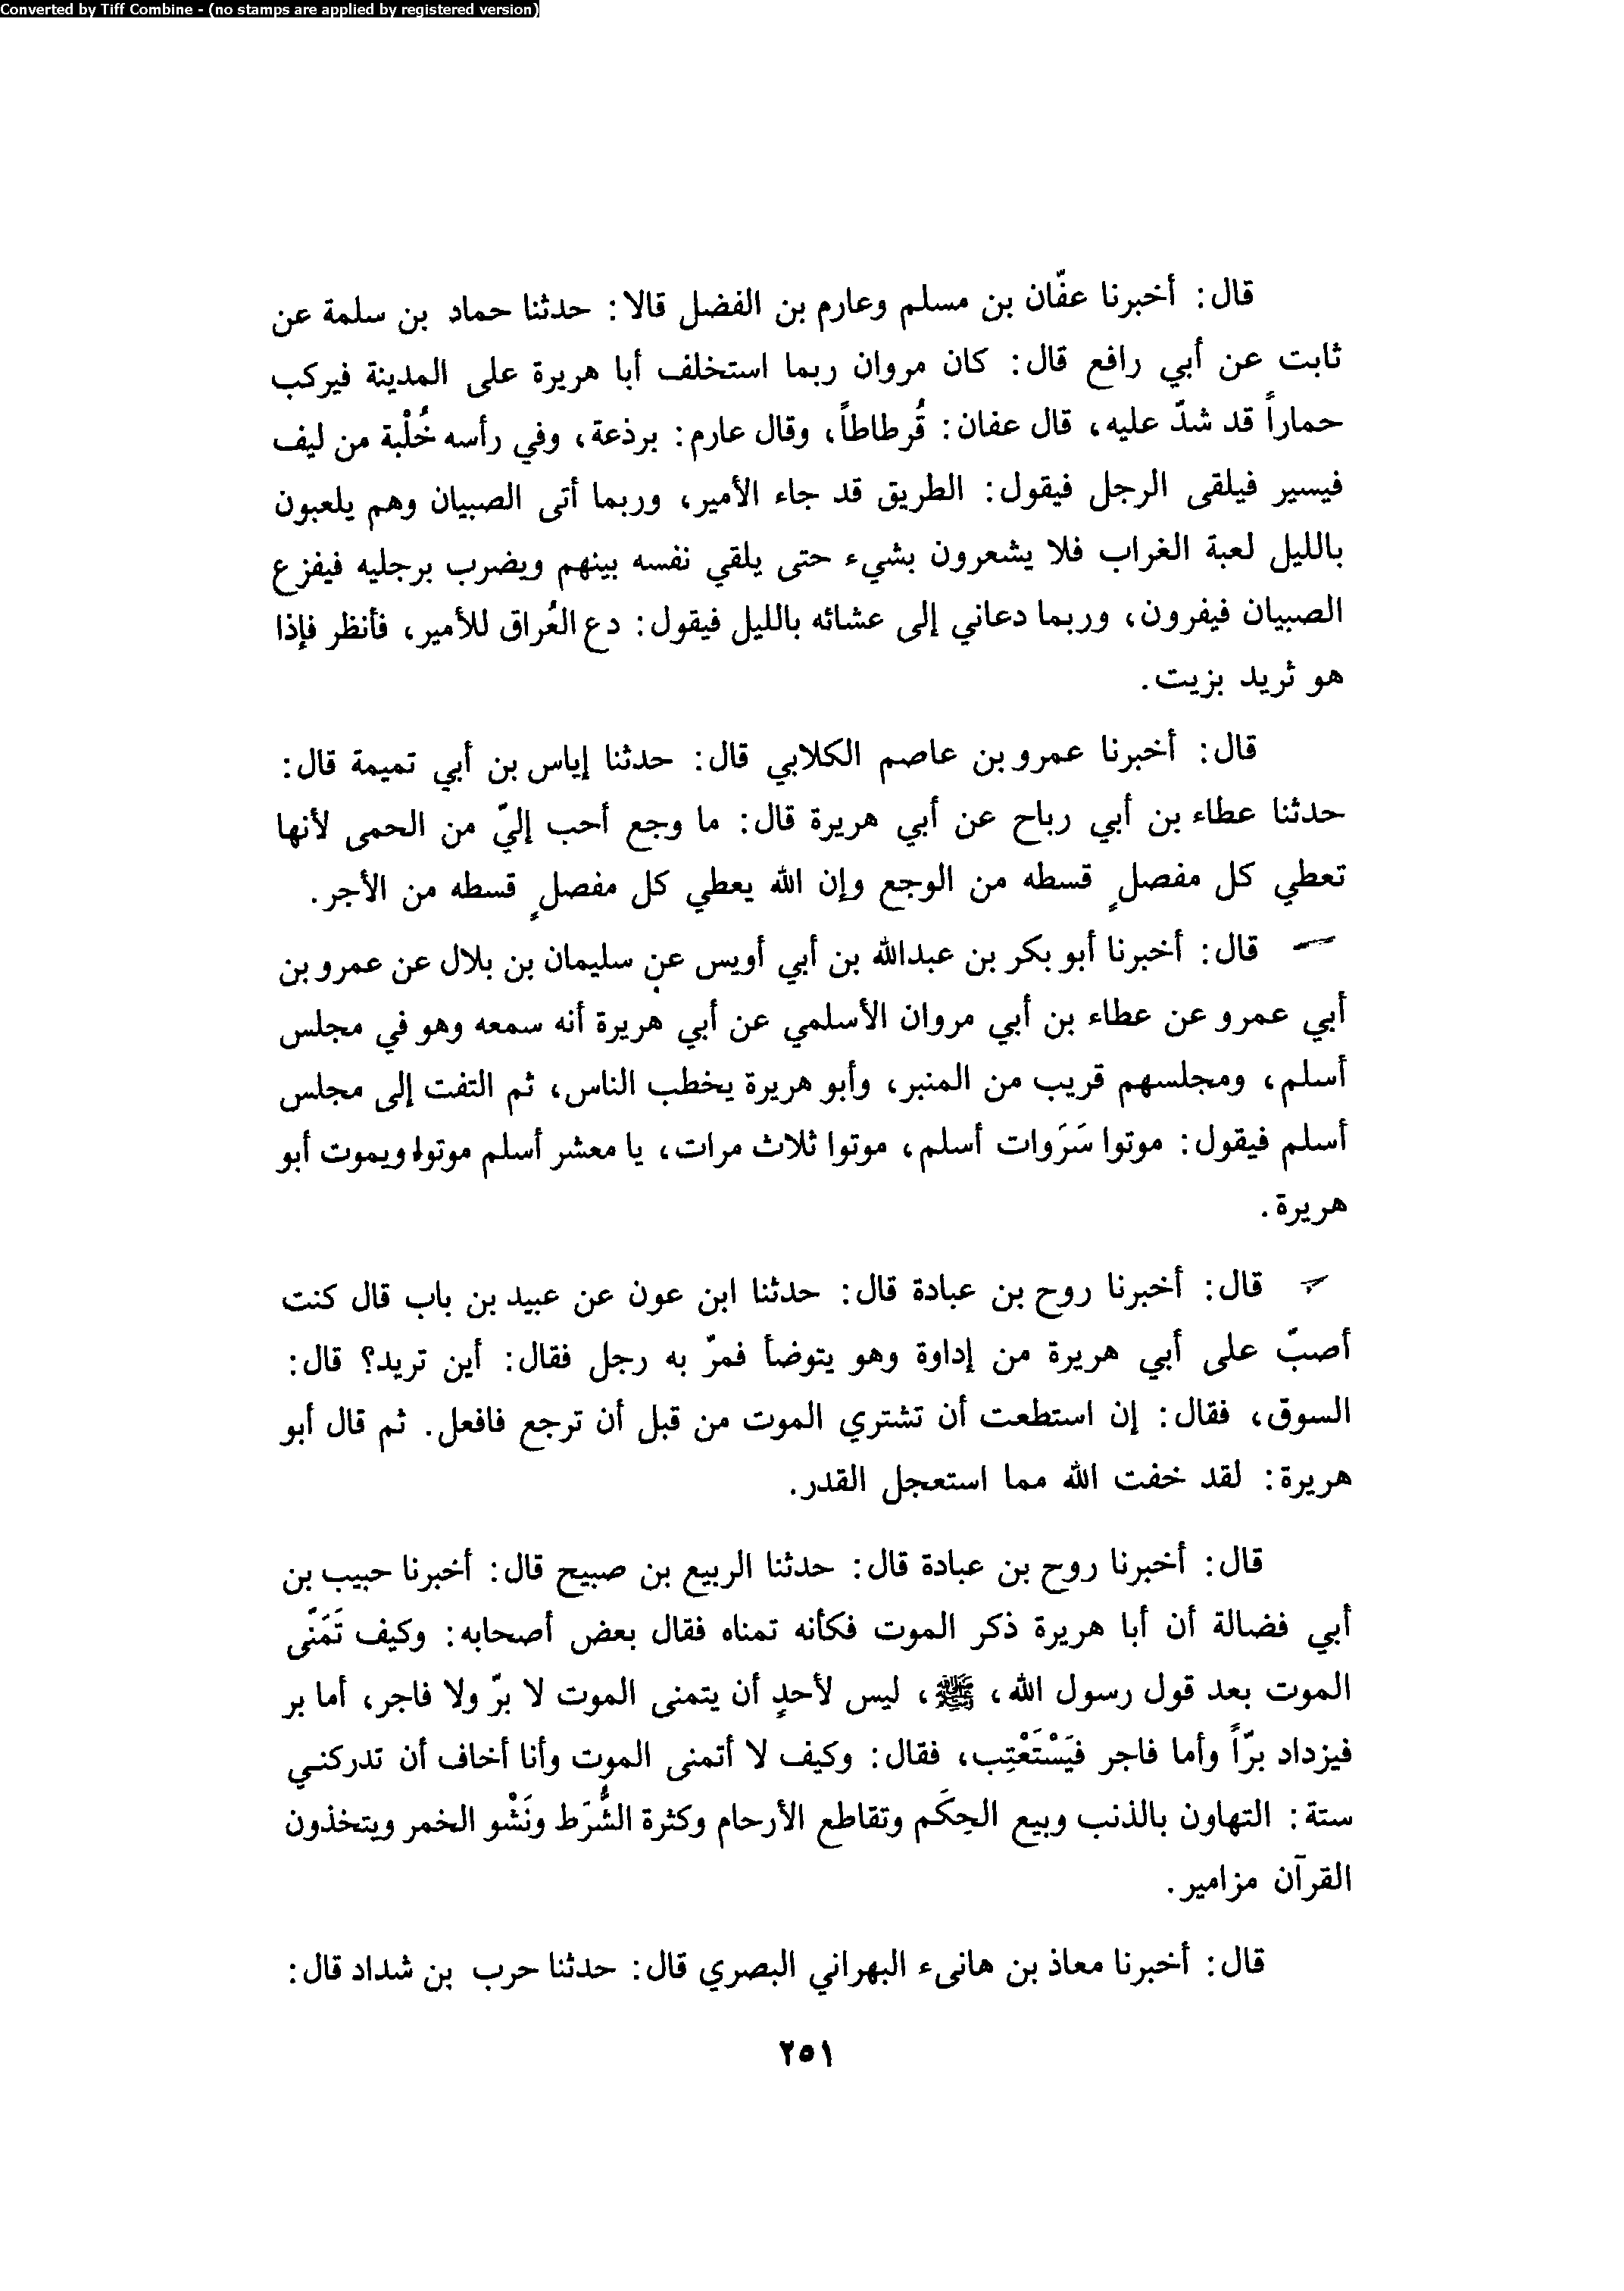 Converted by Tiff Combine - (no stamps are applied by registered version)
قال: أخبرنا عفّان بن مسلم وعارم بن الفضل قالا: حدثنا حماد بن سلمة عن
ثابت عن أبي رافع قال: كان مروان ربما استخلف أبا هريرة على المدينة فيركب
حماراً قد شدّ عليه، قال عفان: قُرطاطاً، وقال عارم: برذعة، وفي رأسه خُلْبة من ليف
فيسير فيلقى الرجل فيقول: الطريق قد جاء الأمير، وربما أتى الصبيان وهم يلعبون
بالليل لعبة الغراب فلا يشعرون بشيء حتى يلقي نفسه بينهم ويضرب برجليه فيفزع
الصبيان فيفرون، وربما دعاني إلى عشائه بالليل فيقول: دع العُراق للأمير، فأنظر فإذا
هو ثريد بزيت.
قال: أخبرنا عمرو بن عاصم الكلابي قال: حدثنا إياس بن أبي تميمة قال:
حدثنا عطاء بن أبي رباح عن أبي هريرة قال: ما وجع أحب إليّ من الحمى لأنها
تعطي كل مفصلٍ قسطه من الوجع وإن الله يعطي كل مفصلٍ قسطه من الأجر.
قال: أخبرنا أبو بكر بن عبدالله بن أبي أويس عن سليمان بن بلال عن عمرو بن
أبي عمرو عن عطاء بن أبي مروان الأسلمي عن أبي هريرة أنه سمعه وهو في مجلس
أسلم، ومجلسهم قريب من المنبر، وأبو هريرة يخطب الناس، ثم التفت إلى مجلس
أسلم فيقول: موتوا سَرَوات أسلم، موتوا ثلاث مرات، يا معشر أسلم موتوا ويموت أبو
هريرة.
قال: أخبرنا روح بن عبادة قال: حدثنا ابن عون عن عبيد بن باب قال كنت
أصبّ على أبي هريرة من إداوة وهو يتوضأ فمرّ به رجل فقال: أين تريد؟ قال:
السوق، فقال: إن استطعت أن تشتري الموت من قبل أن ترجع فافعل. ثم قال أبو
هريرة: لقد خفت الله مما استعجل القدر.
قال: أخبرنا روح بن عبادة قال: حدثنا الربيع بن صبيح قال: أخبرنا حبيب بن
أبي فضالة أن أبا هريرة ذكر الموت فكأنه تمناه فقال بعض أصحابه: وكيف تَمَنّى
الموت بعد قول رسول الله، ﷺ، ليس لأحدٍ أن يتمنى الموت لا برّ ولا فاجر، أما بر
فيزداد برّاً وأما فاجر فيَسْتَعْتِب، فقال: وكيف لا أتمنى الموت وأنا أخاف أن تدركني
ستة: التهاون بالذنب وبيع الحِكَم وتقاطع الأرحام وكثرة الشُّرَط ونَشْو الخمر ويتخذون
القرآن مزامير.
قال: أخبرنا معاذ بن هانىء البهراني البصري قال: حدثنا حرب بن شداد قال:
٢٥١